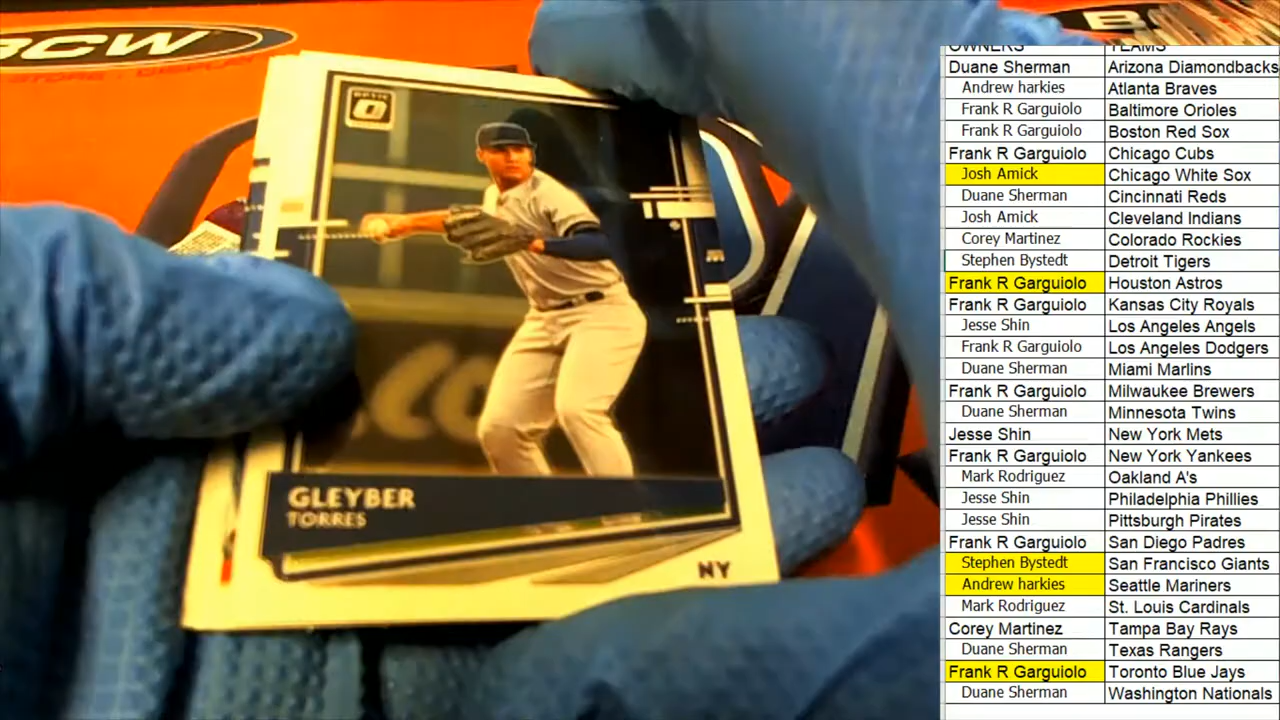 BCW
OPTIC
GLEYBER
TORRES
NY
OWNERS TEAMS
Duane Sherman Arizona Diamondbacks
Andrew harkies Atlanta Braves
Frank R Garguiolo Baltimore Orioles
Frank R Garguiolo Boston Red Sox
Frank R Garguiolo Chicago Cubs
Josh Amick Chicago White Sox
Duane Sherman Cincinnati Reds
Josh Amick Cleveland Indians
Corey Martinez Colorado Rockies
Stephen Bystedt Detroit Tigers
Frank R Garguiolo Houston Astros
Frank R Garguiolo Kansas City Royals
Jesse Shin Los Angeles Angels
Frank R Garguiolo Los Angeles Dodgers
Duane Sherman Miami Marlins
Frank R Garguiolo Milwaukee Brewers
Duane Sherman Minnesota Twins
Jesse Shin New York Mets
Frank R Garguiolo New York Yankees
Mark Rodriguez Oakland A's
Jesse Shin Philadelphia Phillies
Jesse Shin Pittsburgh Pirates
Frank R Garguiolo San Diego Padres
Stephen Bystedt San Francisco Giants
Andrew harkies Seattle Mariners
Mark Rodriguez St. Louis Cardinals
Corey Martinez Tampa Bay Rays
Duane Sherman Texas Rangers
Frank R Garguiolo Toronto Blue Jays
Duane Sherman Washington Nationals